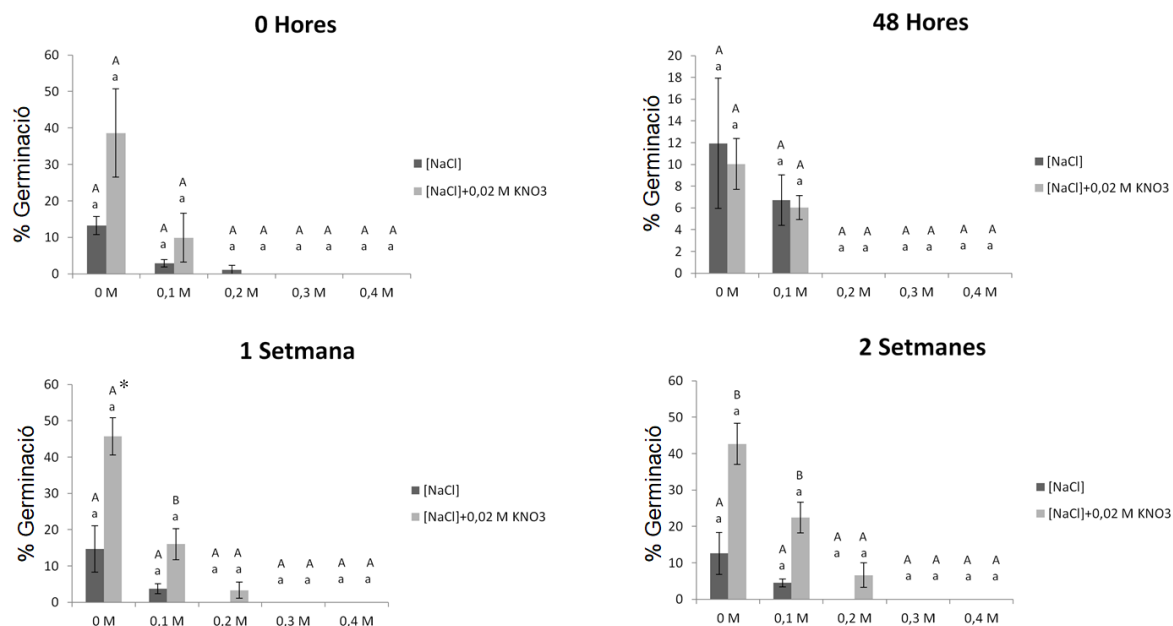 0 Hores
% Germinació
60
50
40
30
20
10
0
A
a
A
a
A
a
A
a
A
a
A
a
A
a
A
a
A
a
A
a
0 M 0,1 M 0,2 M 0,3 M 0,4 M
[NaCl]
[NaCl]+0,02 M KNO3
48 Hores
% Germinació
20
18
16
14
12
10
8
6
4
2
0
A
a
A
a
A
a
A
a
A
a
A
a
A
a
A
a
A
a
A
a
0 M 0,1 M 0,2 M 0,3 M 0,4 M
[NaCl]
[NaCl]+0,02 M KNO3
1 Setmana
% Germinació
60
50
40
30
20
10
0
A
a
A *
a
A
a
B
a
A
a
A
a
A
a
A
a
A
a
A
a
0 M 0,1 M 0,2 M 0,3 M 0,4 M
[NaCl]
[NaCl]+0,02 M KNO3
2 Setmanes
% Germinació
60
50
40
30
20
10
0
A
a
B
a
A
a
B
a
A
a
A
a
A
a
A
a
A
a
A
a
0 M 0,1 M 0,2 M 0,3 M 0,4 M
[NaCl]
[NaCl]+0,02 M KNO3